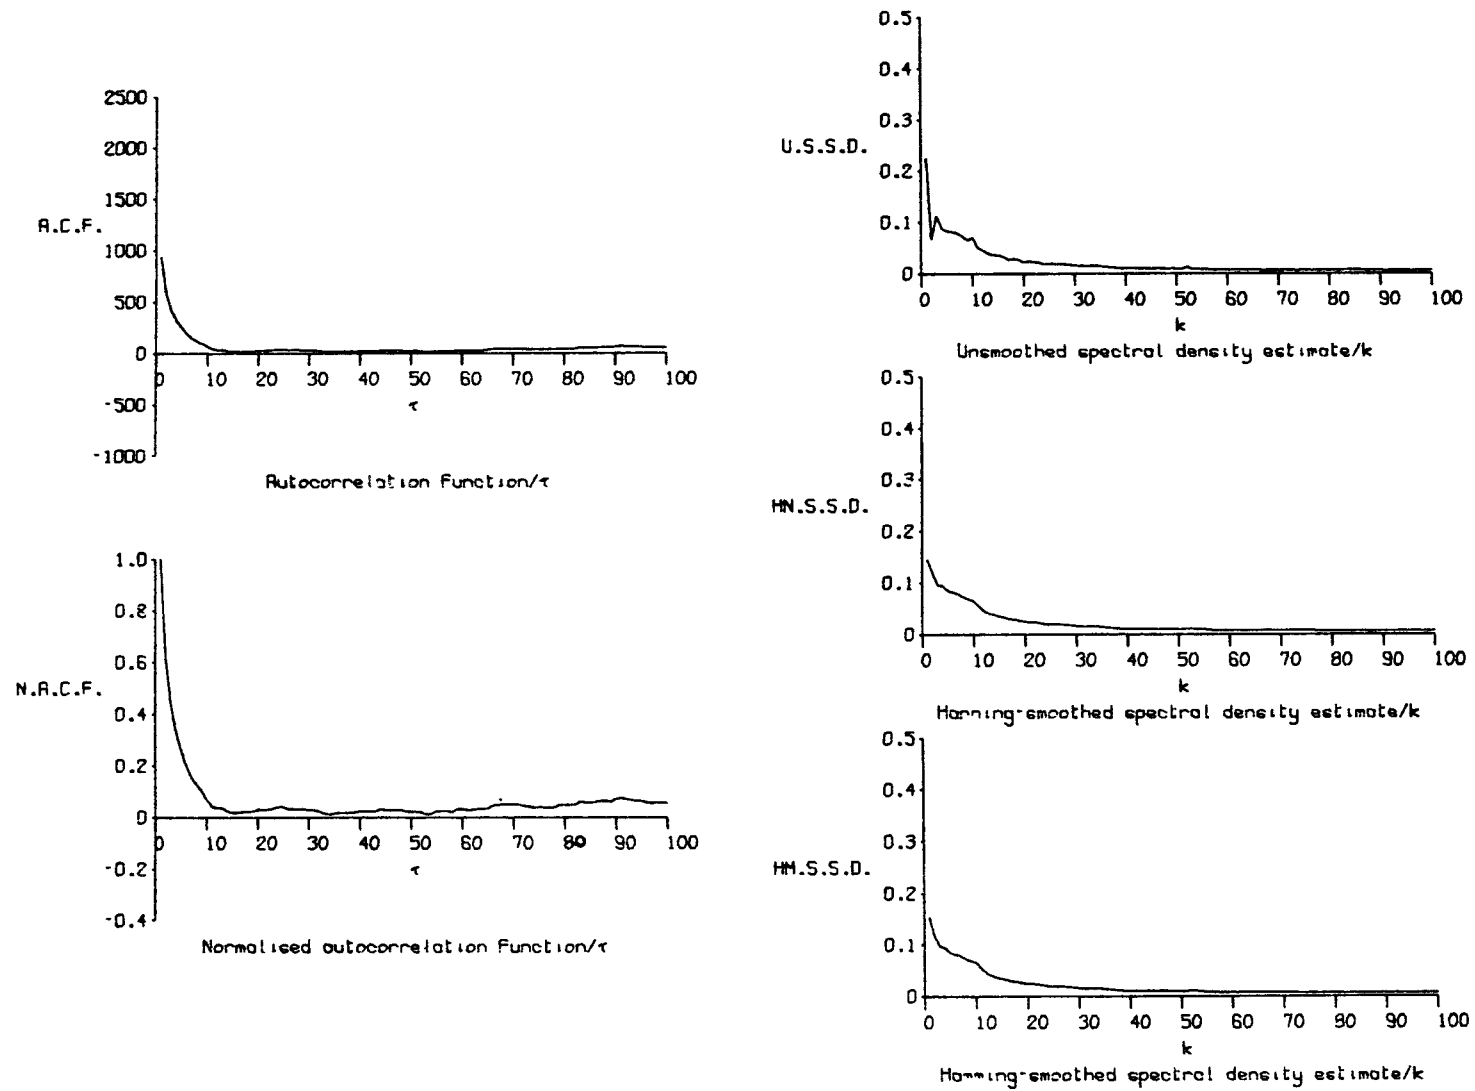 2500
2000
1500
A.C.F.
1000
500
0
0 10 20 30 40 50 60 70 80 90 100
τ
-500
-1000
Autocorrelation Function/τ
1.0
0.8
0.6
N.A.C.F.
0.4
0.2
0
0 10 20 30 40 50 60 70 80 90 100
τ
-0.2
-0.4
Normalised autocorrelation Function/τ
0.5
0.4
0.3
U.S.S.D.
0.2
0.1
0
0 10 20 30 40 50 60 70 80 90 100
k
Unsmoothed spectral density estimate/k
0.5
0.4
0.3
HN.S.S.D.
0.2
0.1
0
0 10 20 30 40 50 60 70 80 90 100
k
Hanning-smoothed spectral density estimate/k
0.5
0.4
0.3
HM.S.S.D.
0.2
0.1
0
0 10 20 30 40 50 60 70 80 90 100
k
Hamming-smoothed spectral density estimate/k